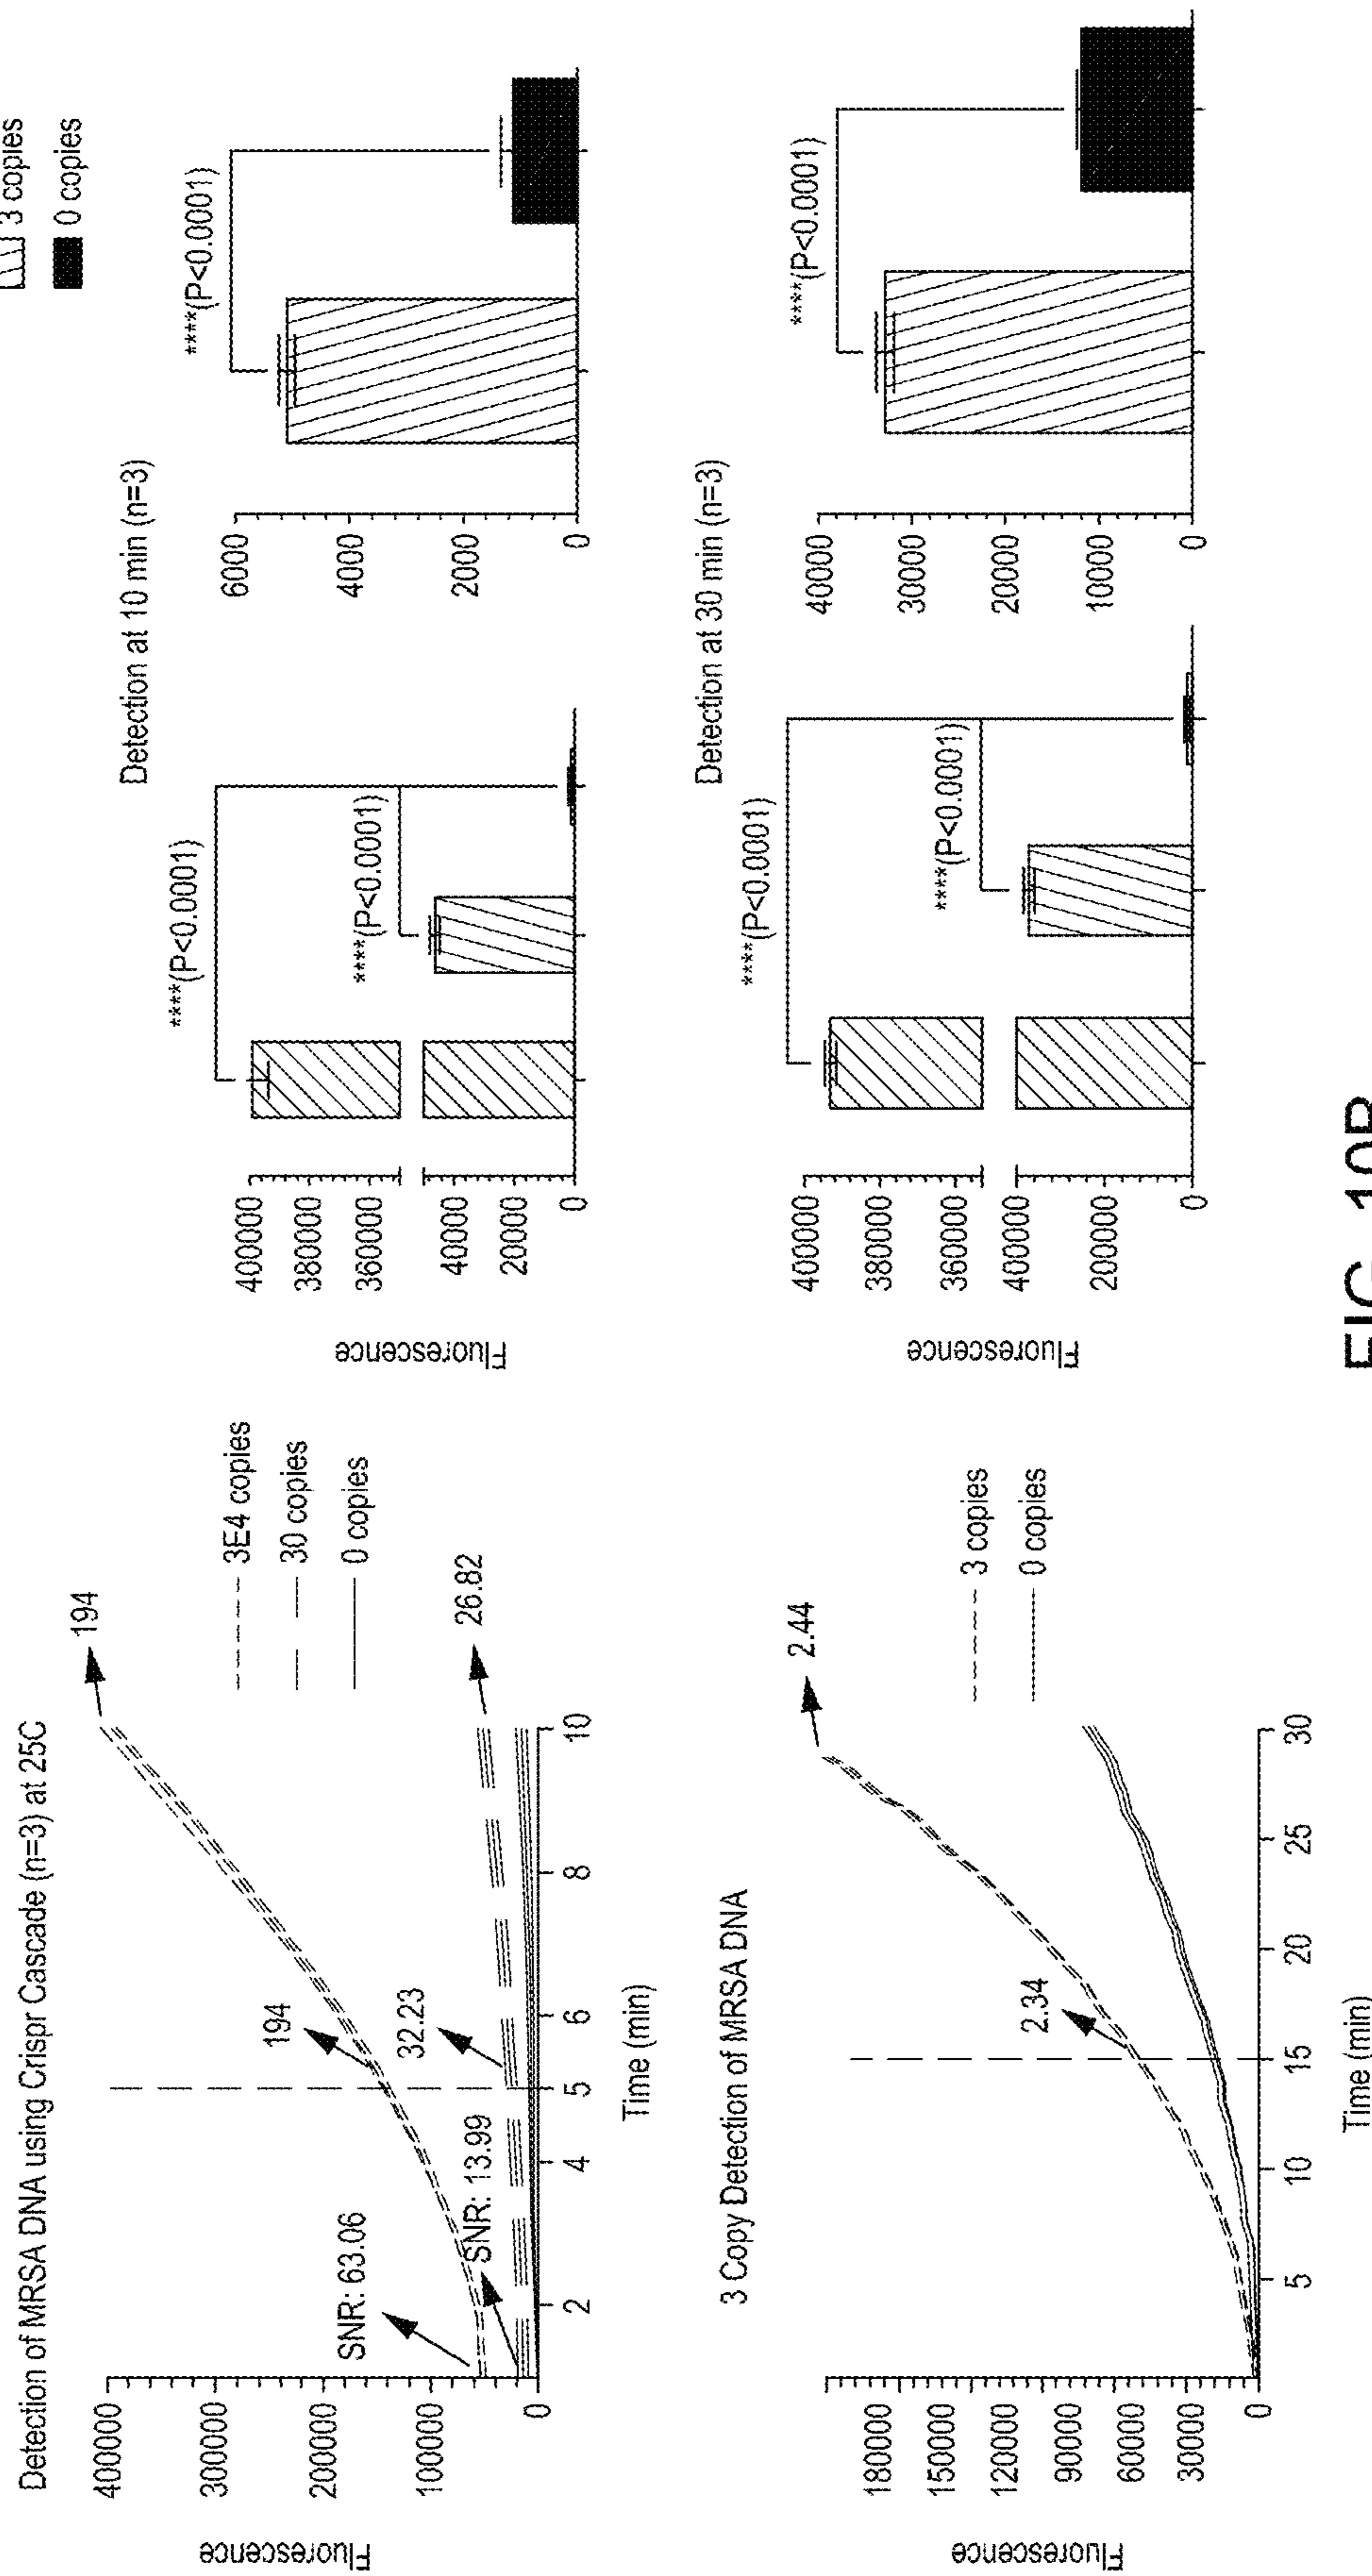 Detection of MRSA DNA using Crispr Cascade (n=3) at 25C
Fluorescence
400000
300000
200000
100000
0
2
4
5
6
8
10
Time (min)
SNR: 63.06
SNR: 13.99
194
32.23
194
26.82
3E4 copies
30 copies
0 copies
3 copies
0 copies
Detection at 10 min (n=3)
Fluorescence
400000
380000
360000
40000
20000
0
****(P<0.0001)
****(P<0.0001)
6000
4000
2000
0
****(P<0.0001)
3 Copy Detection of MRSA DNA
Fluorescence
180000
150000
120000
90000
60000
30000
0
5
10
15
20
25
30
Time (min)
2.34
2.44
3 copies
0 copies
Detection at 30 min (n=3)
Fluorescence
400000
380000
360000
400000
200000
0
****(P<0.0001)
****(P<0.0001)
40000
30000
20000
10000
0
****(P<0.0001)
FIG. 10B